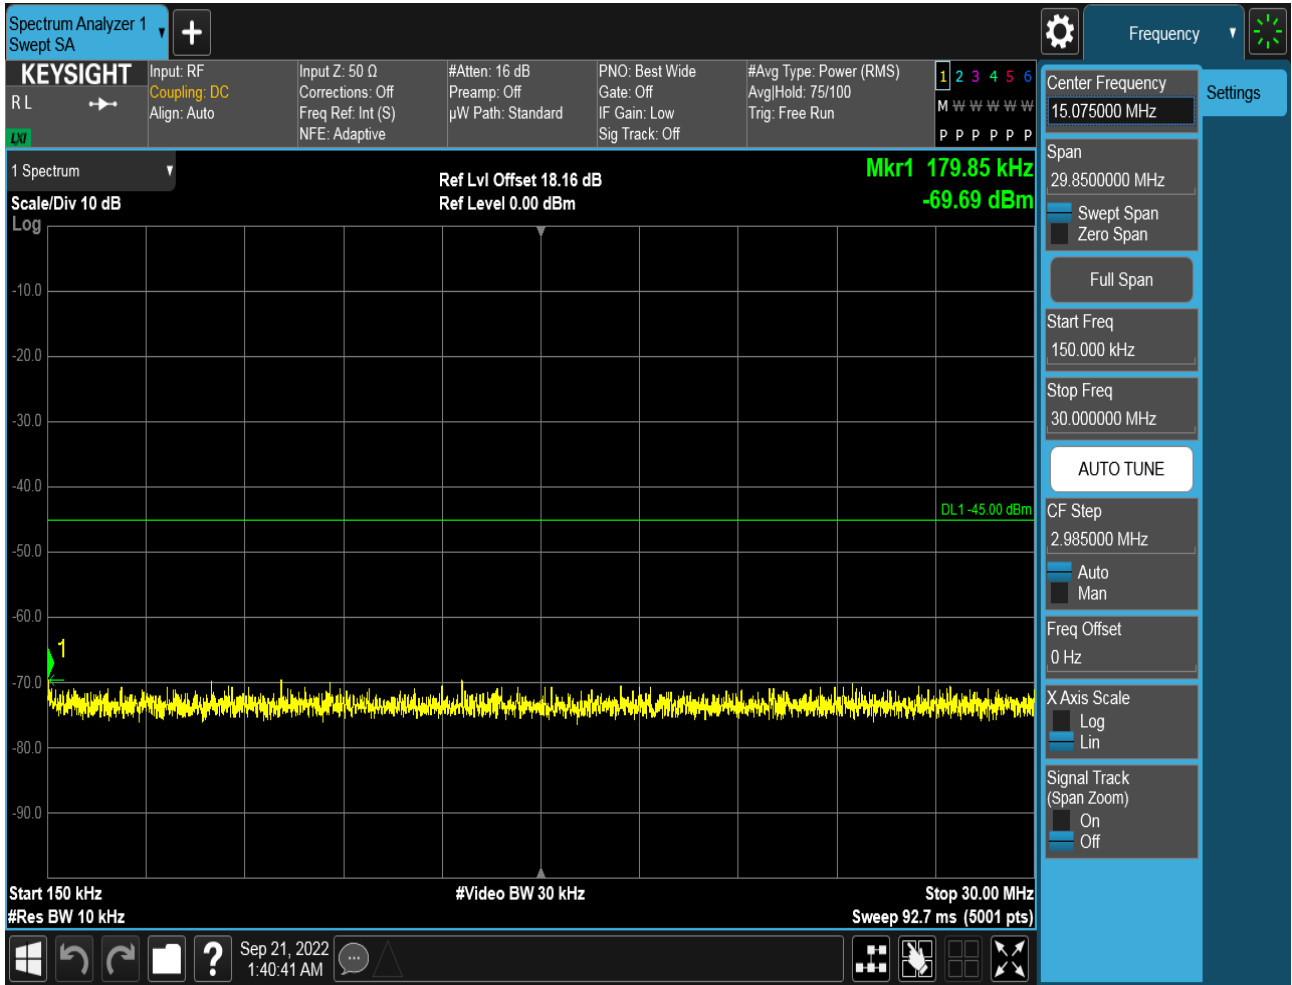 Spectrum Analyzer 1
Swept SA
Frequency
KEYSIGHT
R L
LXI
Input: RF
Coupling: DC
Align: Auto
Input Z: 50 Ω
Corrections: Off
Freq Ref: Int (S)
NFE: Adaptive
#Atten: 16 dB
Preamp: Off
µW Path: Standard
PNO: Best Wide
Gate: Off
IF Gain: Low
Sig Track: Off
#Avg Type: Power (RMS)
Avg|Hold: 75/100
Trig: Free Run
1 2 3 4 5 6
M W W W W W
P P P P P P
1 Spectrum
Scale/Div 10 dB
Log
Ref Lvl Offset 18.16 dB
Ref Level 0.00 dBm
Mkr1 179.85 kHz
-69.69 dBm
-10.0
-20.0
-30.0
-40.0
DL1 -45.00 dBm
-50.0
-60.0
1
-70.0
-80.0
-90.0
Start 150 kHz
#Res BW 10 kHz
#Video BW 30 kHz
Stop 30.00 MHz
Sweep 92.7 ms (5001 pts)
Center Frequency
15.075000 MHz
Settings
Span
29.8500000 MHz
Swept Span
Zero Span
Full Span
Start Freq
150.000 kHz
Stop Freq
30.000000 MHz
AUTO TUNE
CF Step
2.985000 MHz
Auto
Man
Freq Offset
0 Hz
X Axis Scale
Log
Lin
Signal Track
(Span Zoom)
On
Off
?
Sep 21, 2022
1:40:41 AM